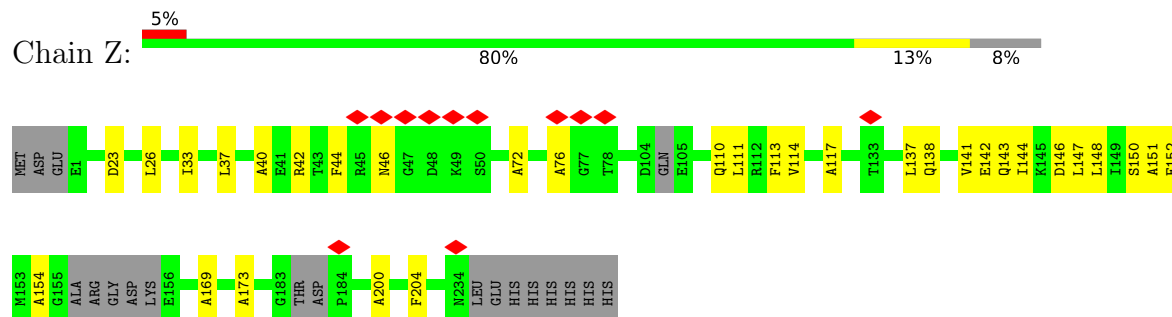 5%
Chain Z:
80% 13% 8%
MET ASP GLU E1 D23 L26 I33 L37 A40 E41 R42 T43 F44 R45 N46 G47 D48 K49 S50 A72 A76 G77 T78 D104 GLN E105 Q110 L111 R112 F113 V114 A117 T133 L137 Q138 V141 E142 Q143 I144 K145 D146 L147 L148 I149 S150 A151 E152
M153 A154 G155 ALA ARG GLY ASP LYS E156 A169 A173 G183 THR ASP P184 A200 F204 N234 LEU GLU HIS HIS HIS HIS HIS HIS